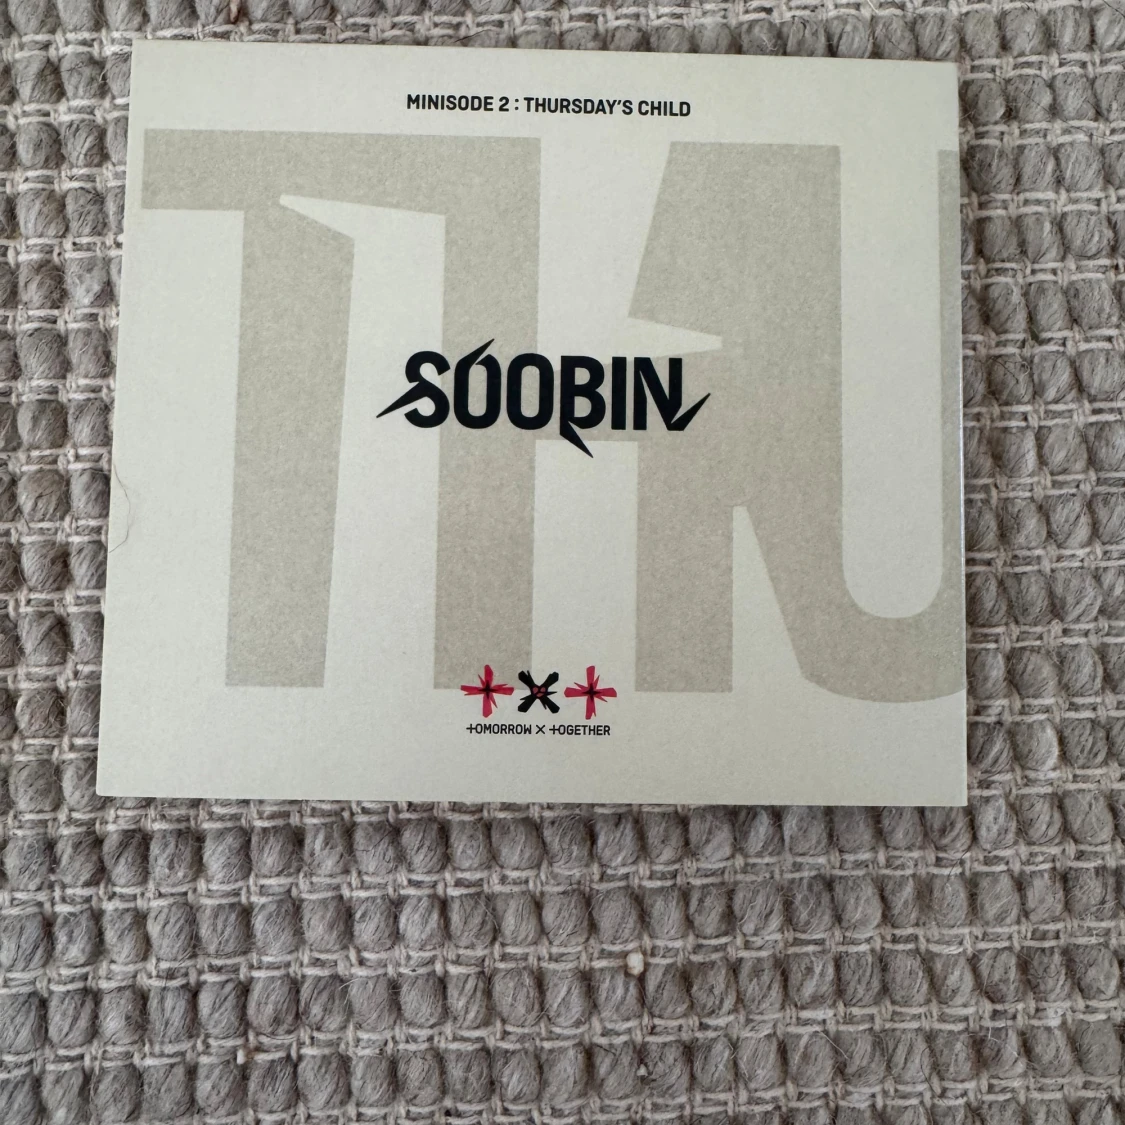 MINISODE 2 : THURSDAY'S CHILD
THU
SOOBIN
TOMORROW X TOGETHER